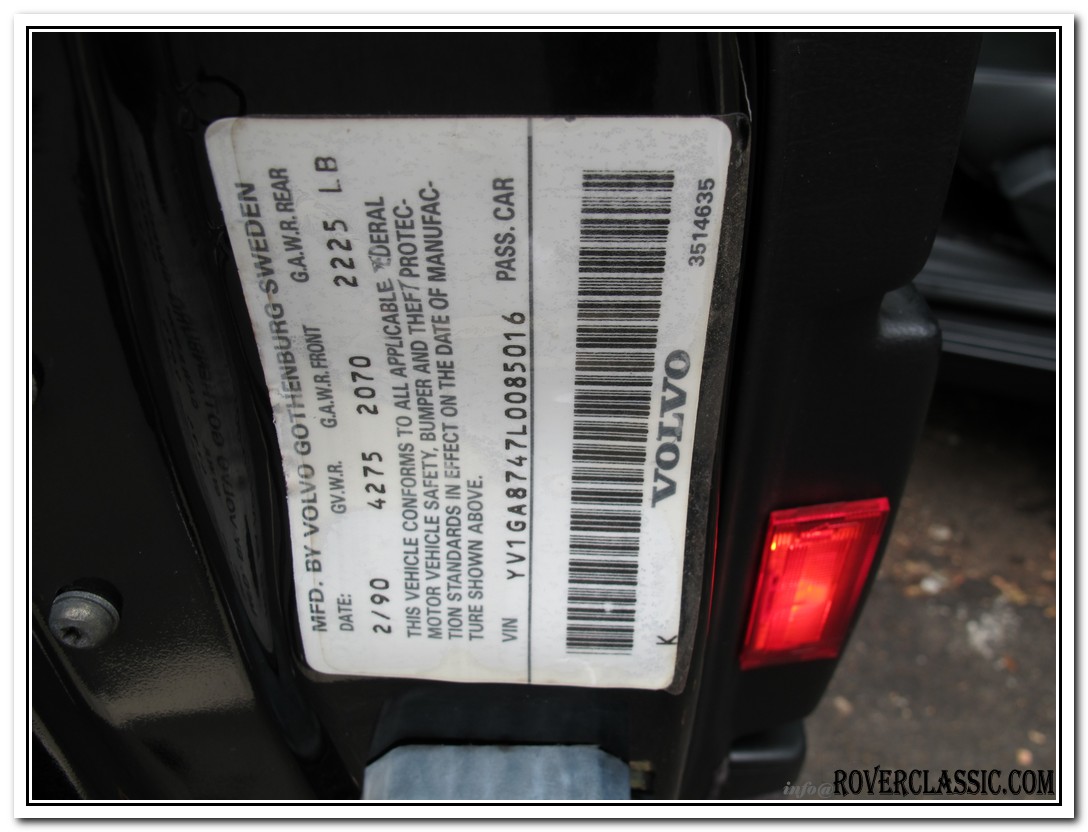 MFD. BY VOLVO GOTHENBURG SWEDEN
DATE: G.V.W.R. G.A.W.R. FRONT G.A.W.R. REAR
2/90 4275 2070 2225 LB
THIS VEHICLE CONFORMS TO ALL APPLICABLE DERAL
MOTOR VEHICLE SAFETY, BUMPER AND THEFT PROTEC-
TION STANDARDS IN EFFECT ON THE DATE OF MANUFAC-
TURE SHOWN ABOVE.
VIN YV1GA8747L0085016 PASS. CAR
K VOLVO 3514635
info@ROVERCLASSIC.COM